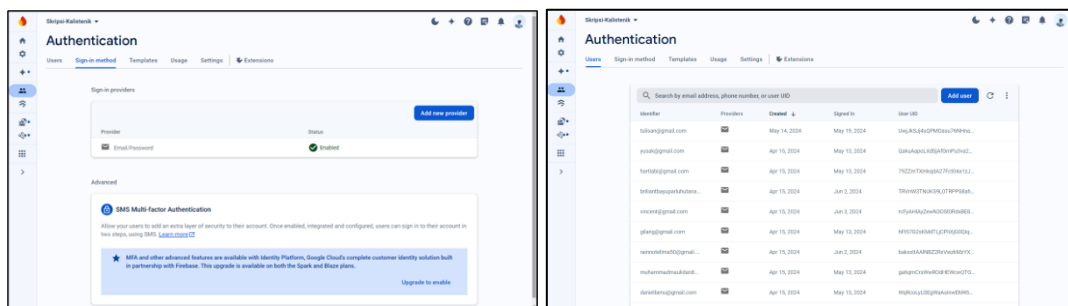 Skripsi-Kalistenik
Authentication
Users Sign-in method Templates Usage Settings Extensions
Sign-in providers
Add new provider
Provider Status
Email/Password Enabled
Advanced
SMS Multi-factor Authentication
Allow your users to add an extra layer of security to their account. Once enabled, integrated and configured, users can sign in to their account in
two steps, using SMS. Learn more
MFA and other advanced features are available with Identity Platform, Google Cloud's complete customer identity solution built
in partnership with Firebase. This upgrade is available on both the Spark and Blaze plans.
Upgrade to enable
Skripsi-Kalistenik
Authentication
Users Sign-in method Templates Usage Settings Extensions
Search by email address, phone number, or user UID Add user
Identifier Providers Created Signed In User UID
May 14, 2024 May 19, 2024
yusak@gmail.com Apr 15, 2024 May 13, 2024
Apr 15, 2024 May 13, 2024
Apr 15, 2024 Jun 2, 2024
vincent@gmail.com Apr 15, 2024 Jun 3, 2024
gilang@gmail.com Apr 15, 2024 May 13, 2024
Apr 15, 2024 Jun 2, 2024
Apr 15, 2024 May 13, 2024
Apr 15, 2024 May 13, 2024